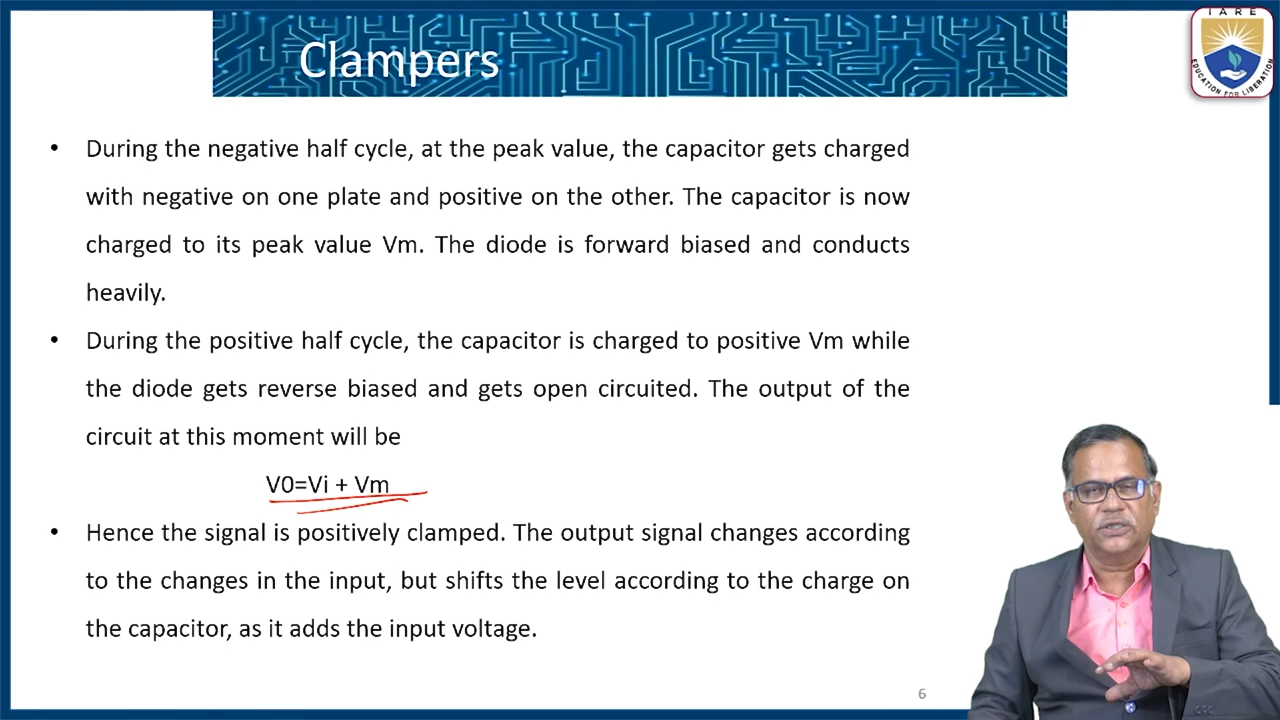 Clampers
IARE
EDUCATION FOR LIBERATION
• During the negative half cycle, at the peak value, the capacitor gets charged
with negative on one plate and positive on the other. The capacitor is now
charged to its peak value Vm. The diode is forward biased and conducts
heavily.
• During the positive half cycle, the capacitor is charged to positive Vm while
the diode gets reverse biased and gets open circuited. The output of the
circuit at this moment will be
V0=Vi + Vm
• Hence the signal is positively clamped. The output signal changes according
to the changes in the input, but shifts the level according to the charge on
the capacitor, as it adds the input voltage.
6